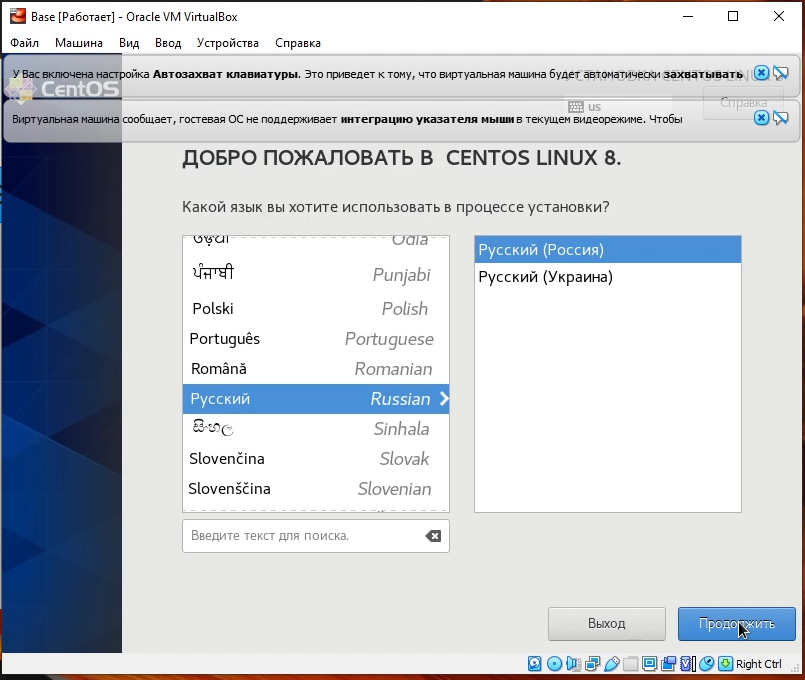 Base [Работает] - Oracle VM VirtualBox
Файл Машина Вид Ввод Устройства Справка
У Вас включена настройка Автозахват клавиатуры. Это приведет к тому, что виртуальная машина будет автоматически захватывать
CentOS
us
Справка
Виртуальная машина сообщает, гостевая ОС не поддерживает интеграцию указателя мыши в текущем видеорежиме. Чтобы
ДОБРО ПОЖАЛОВАТЬ В CENTOS LINUX 8.
Какой язык вы хотите использовать в процессе установки?
ଓଡ଼ିଆ Odia
ਪੰਜਾਬੀ Punjabi
Polski Polish
Português Portuguese
Română Romanian
Русский Russian
සිංහල Sinhala
Slovenčina Slovak
Slovenščina Slovenian
Русский (Россия)
Русский (Украина)
Введите текст для поиска.
Выход
Продолжить
Right Ctrl